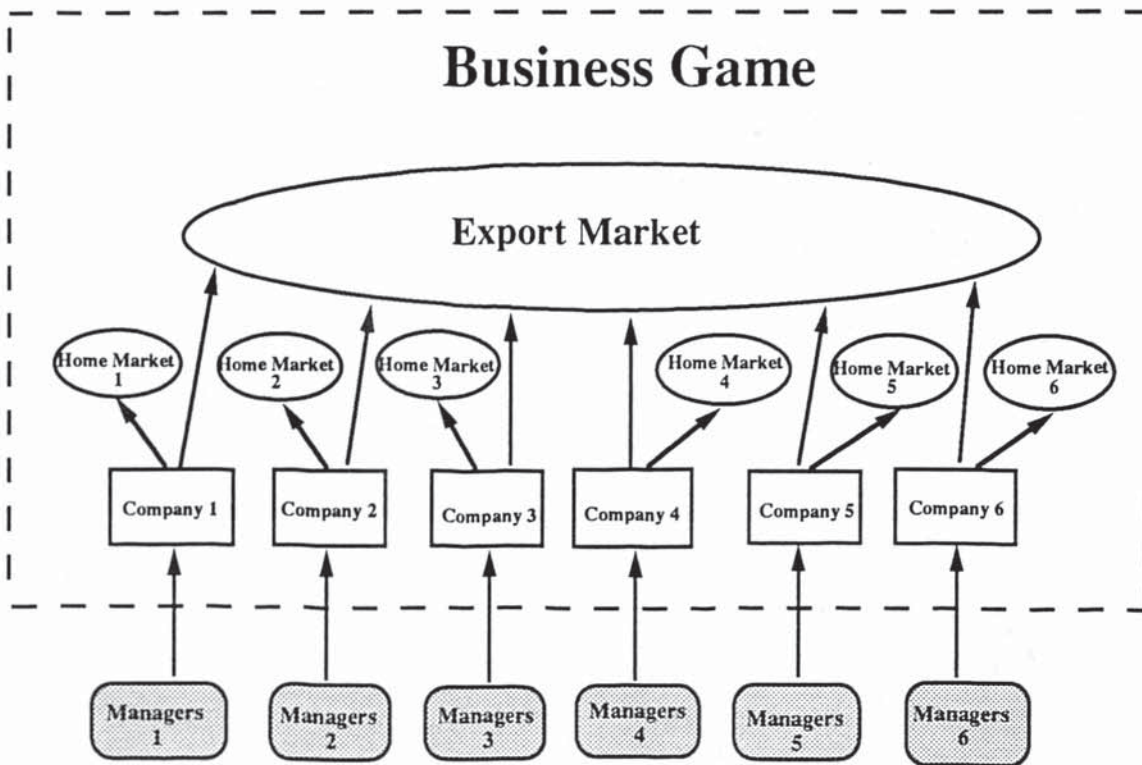 Business Game
Export Market
Home Market
1
Home Market
2
Home Market
3
Home Market
4
Home Market
5
Home Market
6
Company 1
Company 2
Company 3
Company 4
Company 5
Company 6
Managers
1
Managers
2
Managers
3
Managers
4
Managers
5
Managers
6